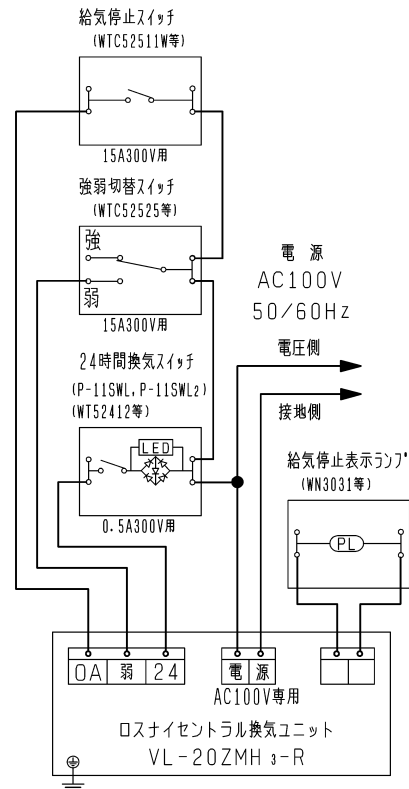 給気停止スイッチ
(WTC52511W等)
15A300V用
強弱切替スイッチ
(WTC52525等)
強
弱
15A300V用
電 源
AC100V
50/60Hz
電圧側
接地側
24時間換気スイッチ
(P-11SWL,P-11SWL2)
(WT52412等)
LED
0.5A300V用
給気停止表示ランプ
(WN3031等)
PL
OA 弱 24
電 源
AC100V専用
ロスナイセントラル換気ユニット
VL-20ZMH 3-R